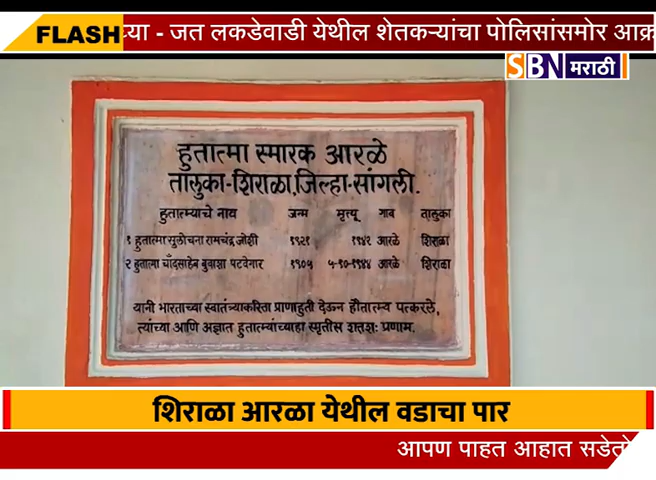 FLASH
च्या - जत लकडेवाडी येथील शेतकऱ्यांचा पोलिसांसमोर आक्र
SBN मराठी
हुतात्मा स्मारक आरळे
तालुका-शिराळा,जिल्हा-सांगली.
हुतात्म्याचे नाव जन्म मृत्यू गाव तालुका
१ हुतात्मा सुलोचना रामचंद्र जोशी १९२१ १९४२ आरळे शिराळा
२ हुतात्मा चाँदसाहेब बुवाशा पटवेगार १९०५ ५-१०-१९४४ आरळे शिराळा
यानी भारताच्या स्वातंत्र्याकरिता प्राणाहुती देऊन हौतात्म्य पत्करले,
त्यांच्या आणि अज्ञात हुतात्म्यांच्याहा स्मृतीस शतशः प्रणाम.
शिराळा आरळा येथील वडाचा पार
आपण पाहत आहात सडेतो